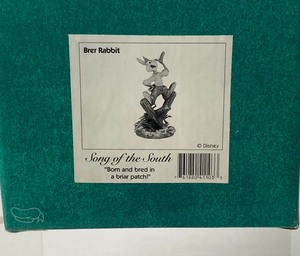 Brer Rabbit
© Disney
Song of the South
"Born and bred in
a briar patch!"